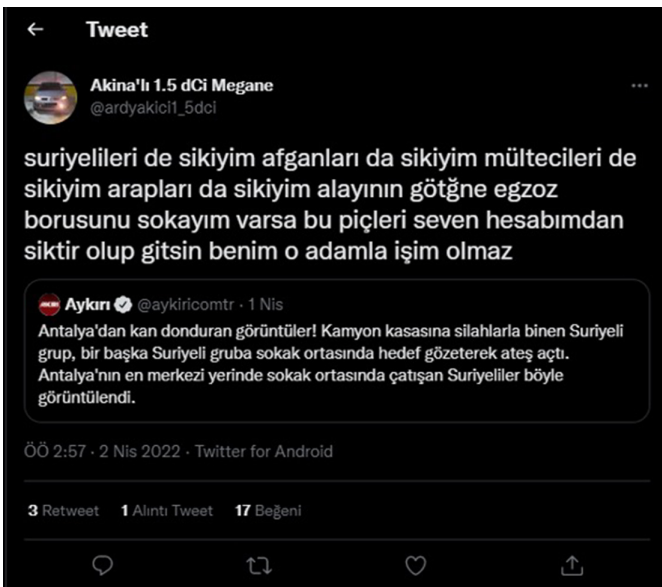 Tweet
Akina'lı 1.5 dCi Megane
@ardyakici1_5dci
suriyelileri de sikiyim afganları da sikiyim mültecileri de
sikiyim arapları da sikiyim alayının götğne egzoz
borusunu sokayım varsa bu piçleri seven hesabımdan
siktir olup gitsin benim o adamla işim olmaz
Aykırı @aykiricomtr · 1 Nis
Antalya'dan kan donduran görüntüler! Kamyon kasasına silahlarla binen Suriyeli
grup, bir başka Suriyeli gruba sokak ortasında hedef gözeterek ateş açtı.
Antalya'nın en merkezi yerinde sokak ortasında çatışan Suriyeliler böyle
görüntülendi.
ÖÖ 2:57 · 2 Nis 2022 · Twitter for Android
3 Retweet 1 Alıntı Tweet 17 Beğeni